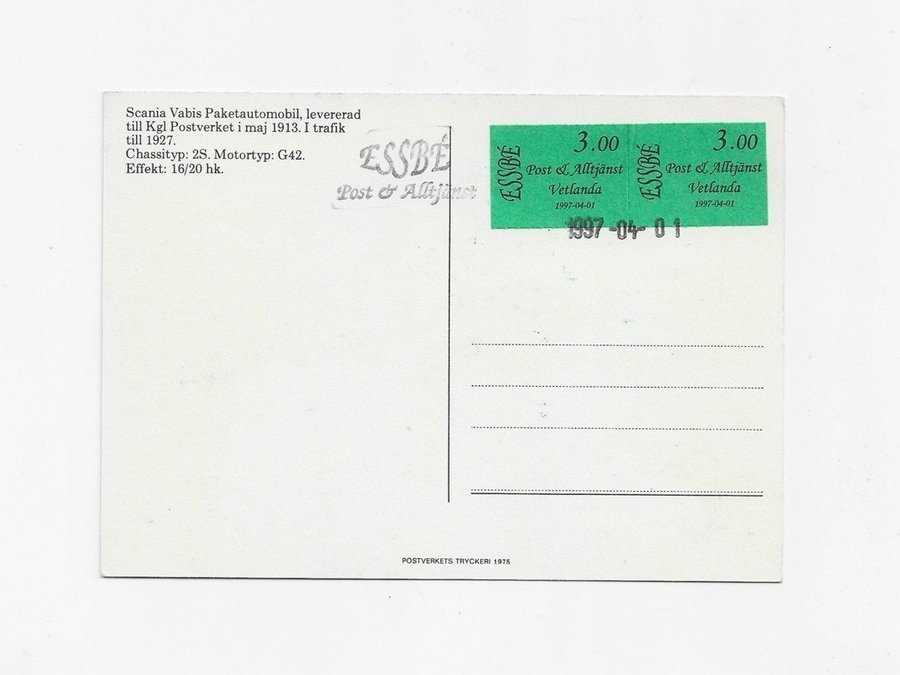 Scania Vabis Paketautomobil, levererad
till Kgl Postverket i maj 1913. I trafik
till 1927.
Chassityp: 2S. Motortyp: G42.
Effekt: 16/20 hk.
ESSBÉ
Post & Alltjänst
ESSBÉ
3.00
Post & Alltjänst
Vetlanda
1997-04-01
ESSBÉ
3.00
Post & Alltjänst
Vetlanda
1997-04-01
1997-04-01
POSTVERKETS TRYCKERI 1975